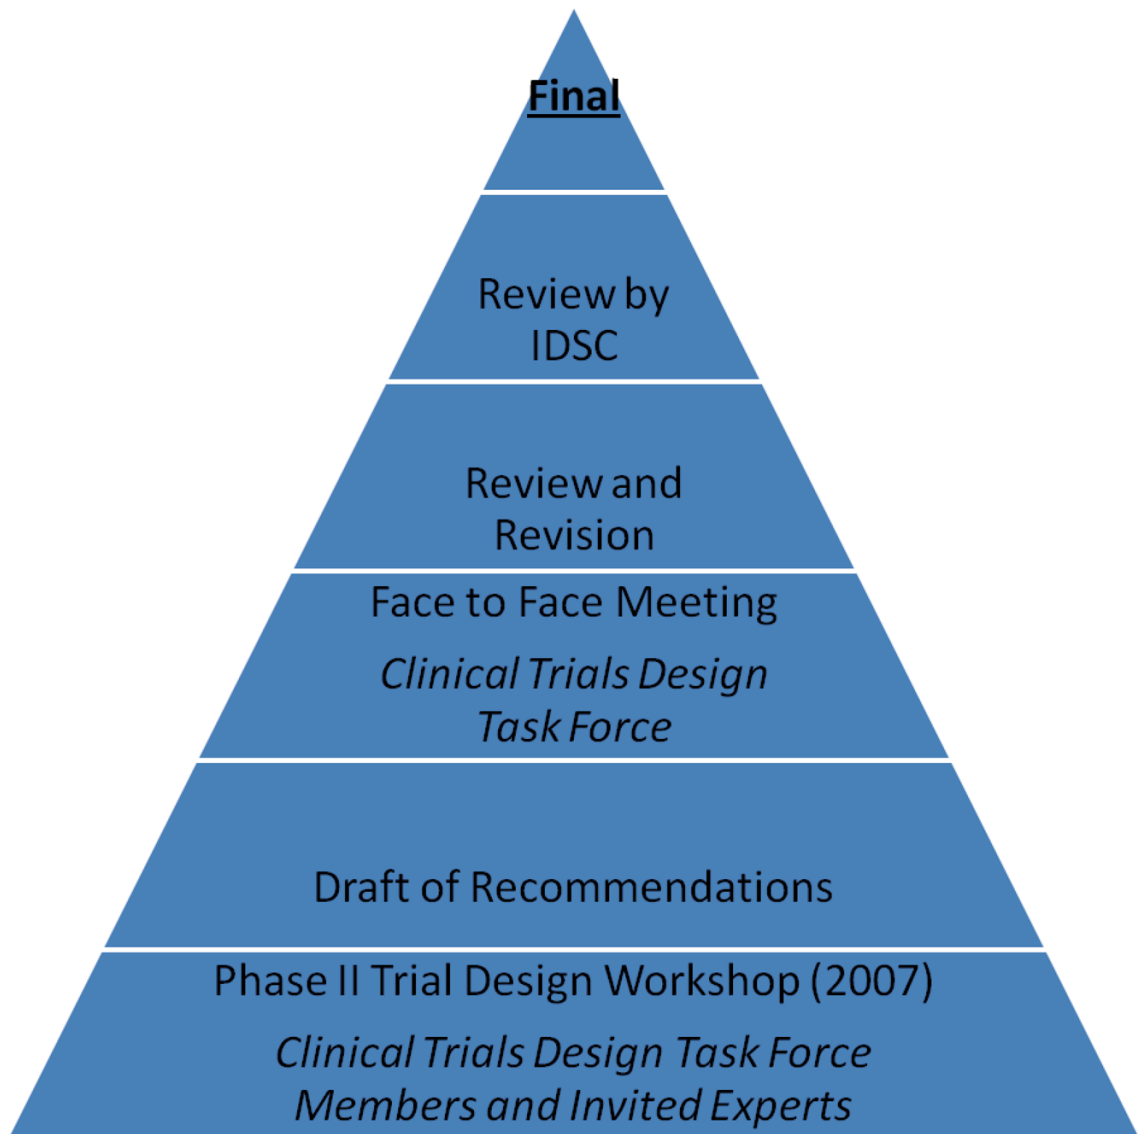 Final
Review by
IDSC
Review and
Revision
Face to Face Meeting
Clinical Trials Design
Task Force
Draft of Recommendations
Phase II Trial Design Workshop (2007)
Clinical Trials Design Task Force
Members and Invited Experts